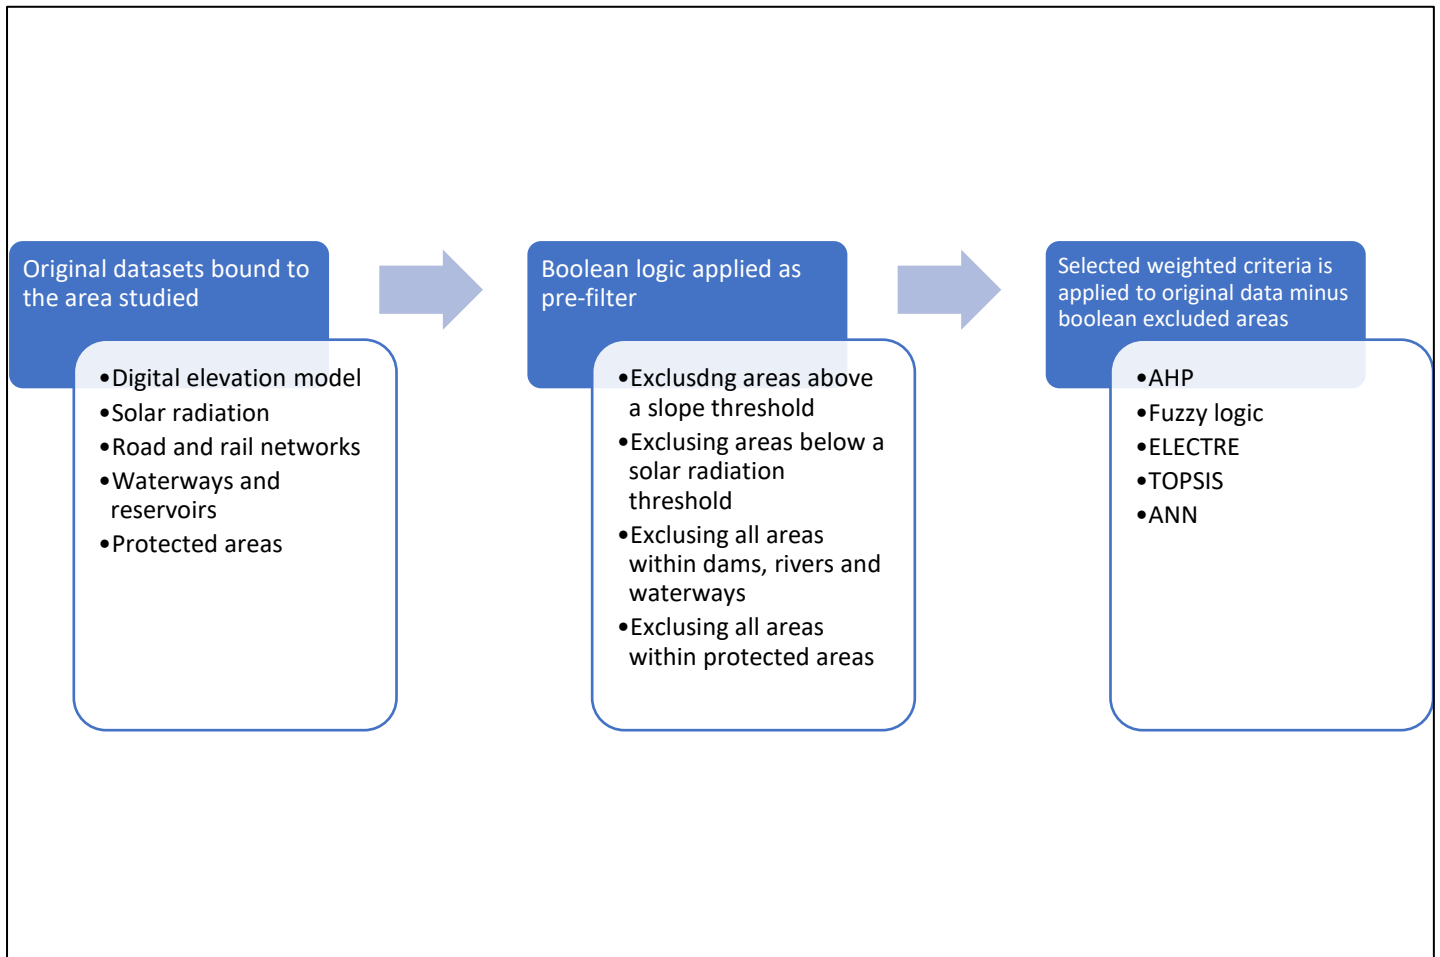 Original datasets bound to
the area studied
•Digital elevation model
•Solar radiation
•Road and rail networks
•Waterways and
reservoirs
•Protected areas
Boolean logic applied as
pre-filter
•Exclusdng areas above
a slope threshold
•Exclusing areas below a
solar radiation
threshold
•Exclusing all areas
within dams, rivers and
waterways
•Exclusing all areas
within protected areas
Selected weighted criteria is
applied to original data minus
boolean excluded areas
•AHP
•Fuzzy logic
•ELECTRE
•TOPSIS
•ANN